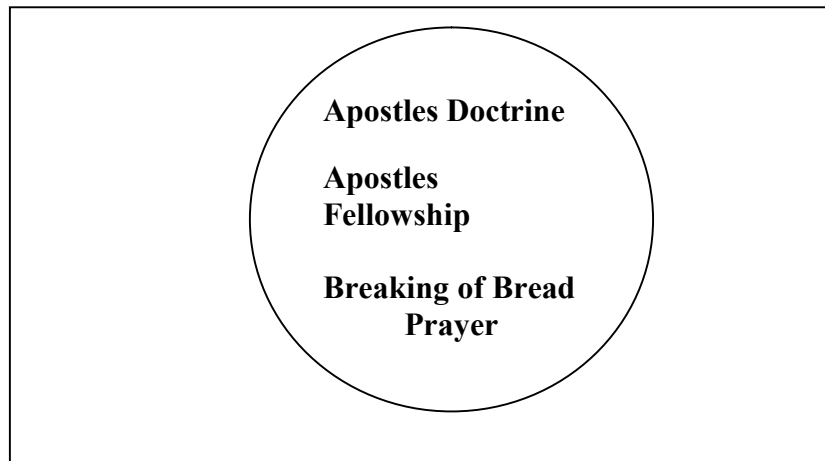 Apostles Doctrine
Apostles
Fellowship
Breaking of Bread
Prayer